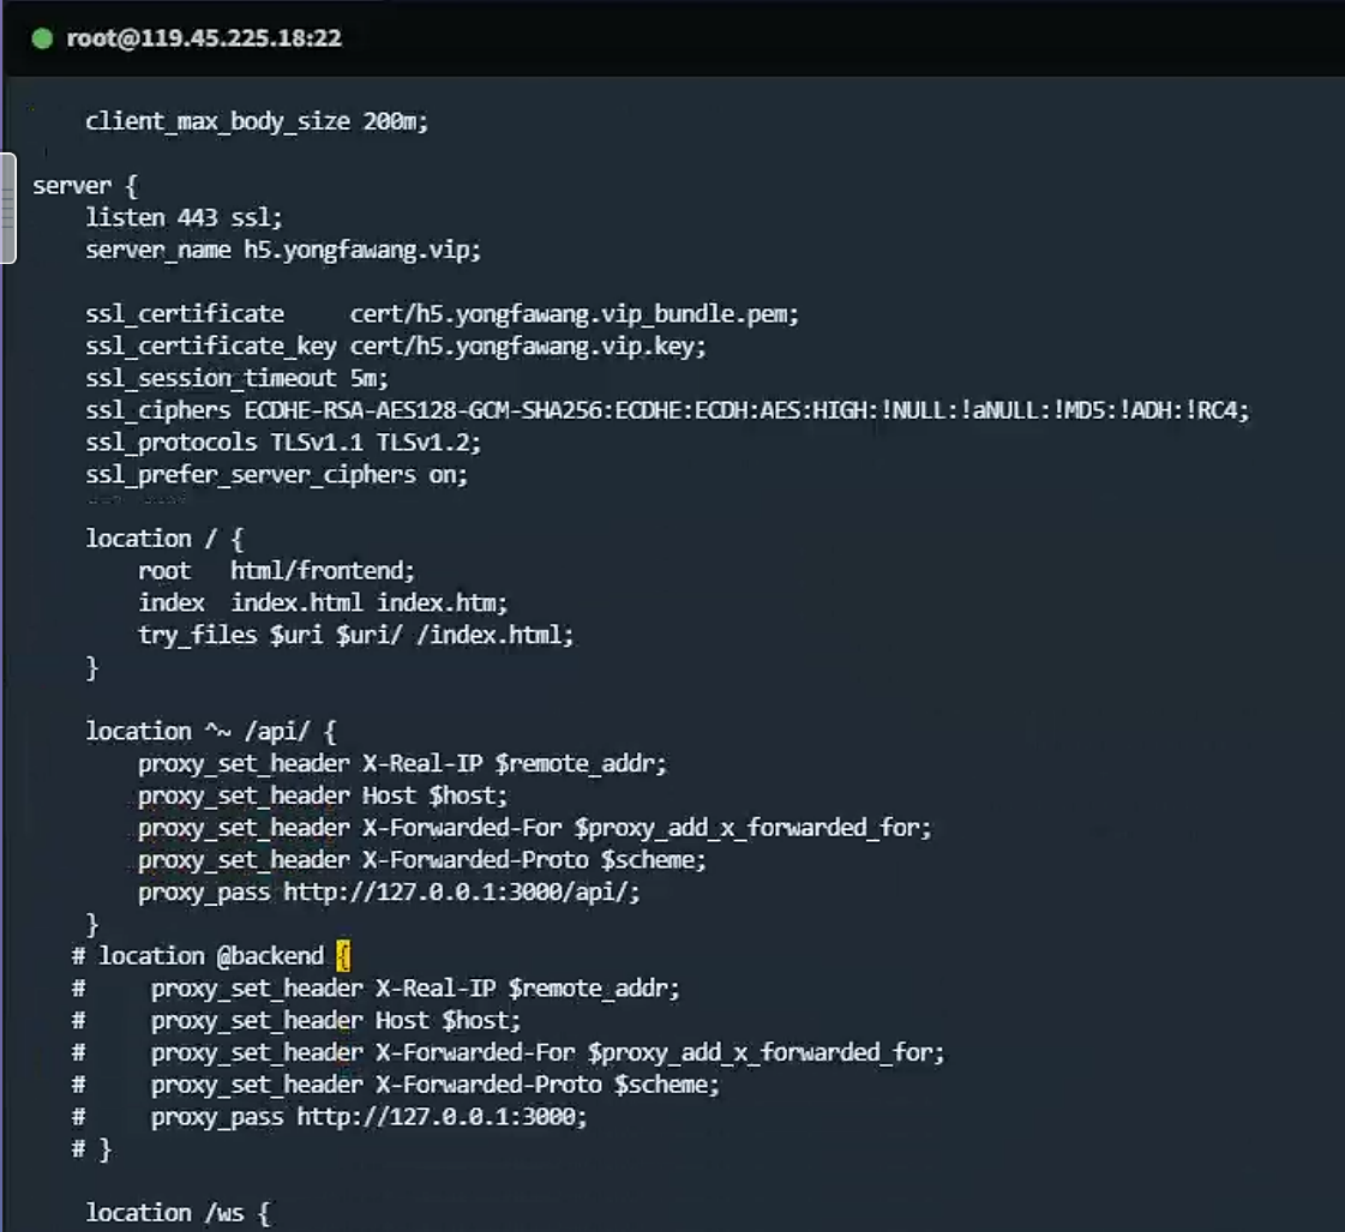 root@119.45.225.18:22
client_max_body_size 200m;
server {
listen 443 ssl;
server_name h5.yongfawang.vip;
ssl_certificate     cert/h5.yongfawang.vip_bundle.pem;
ssl_certificate_key cert/h5.yongfawang.vip.key;
ssl_session_timeout 5m;
ssl_ciphers ECDHE-RSA-AES128-GCM-SHA256:ECDHE:ECDH:AES:HIGH:!NULL:!aNULL:!MD5:!ADH:!RC4;
ssl_protocols TLSv1.1 TLSv1.2;
ssl_prefer_server_ciphers on;
location / {
root   html/frontend;
index  index.html index.htm;
try_files $uri $uri/ /index.html;
}
location ^~ /api/ {
proxy_set_header X-Real-IP $remote_addr;
proxy_set_header Host $host;
proxy_set_header X-Forwarded-For $proxy_add_x_forwarded_for;
proxy_set_header X-Forwarded-Proto $scheme;
proxy_pass http://127.0.0.1:3000/api/;
}
# location @backend {
#     proxy_set_header X-Real-IP $remote_addr;
#     proxy_set_header Host $host;
#     proxy_set_header X-Forwarded-For $proxy_add_x_forwarded_for;
#     proxy_set_header X-Forwarded-Proto $scheme;
#     proxy_pass http://127.0.0.1:3000;
# }
location /ws {